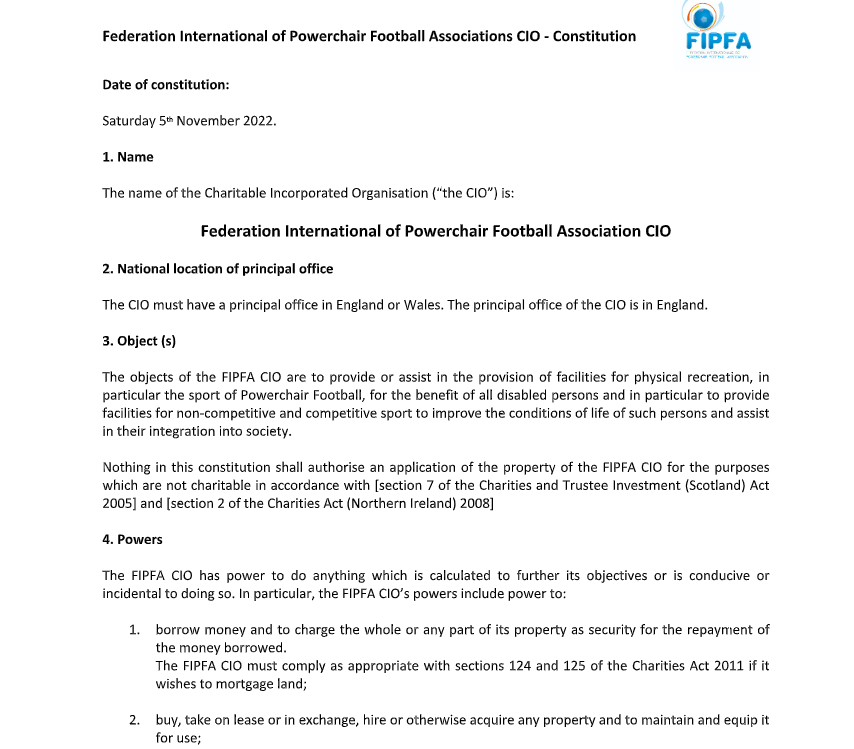 Federation International of Powerchair Football Associations CIO - Constitution
FIPFA
Date of constitution:
Saturday 5th November 2022.
1. Name
The name of the Charitable Incorporated Organisation (“the CIO”) is:
Federation International of Powerchair Football Association CIO
2. National location of principal office
The CIO must have a principal office in England or Wales. The principal office of the CIO is in England.
3. Object (s)
The objects of the FIPFA CIO are to provide or assist in the provision of facilities for physical recreation, in
particular the sport of Powerchair Football, for the benefit of all disabled persons and in particular to provide
facilities for non-competitive and competitive sport to improve the conditions of life of such persons and assist
in their integration into society.
Nothing in this constitution shall authorise an application of the property of the FIPFA CIO for the purposes
which are not charitable in accordance with [section 7 of the Charities and Trustee Investment (Scotland) Act
2005] and [section 2 of the Charities Act (Northern Ireland) 2008]
4. Powers
The FIPFA CIO has power to do anything which is calculated to further its objectives or is conducive or
incidental to doing so. In particular, the FIPFA CIO’s powers include power to:
1. borrow money and to charge the whole or any part of its property as security for the repayment of
the money borrowed.
The FIPFA CIO must comply as appropriate with sections 124 and 125 of the Charities Act 2011 if it
wishes to mortgage land;
2. buy, take on lease or in exchange, hire or otherwise acquire any property and to maintain and equip it
for use;